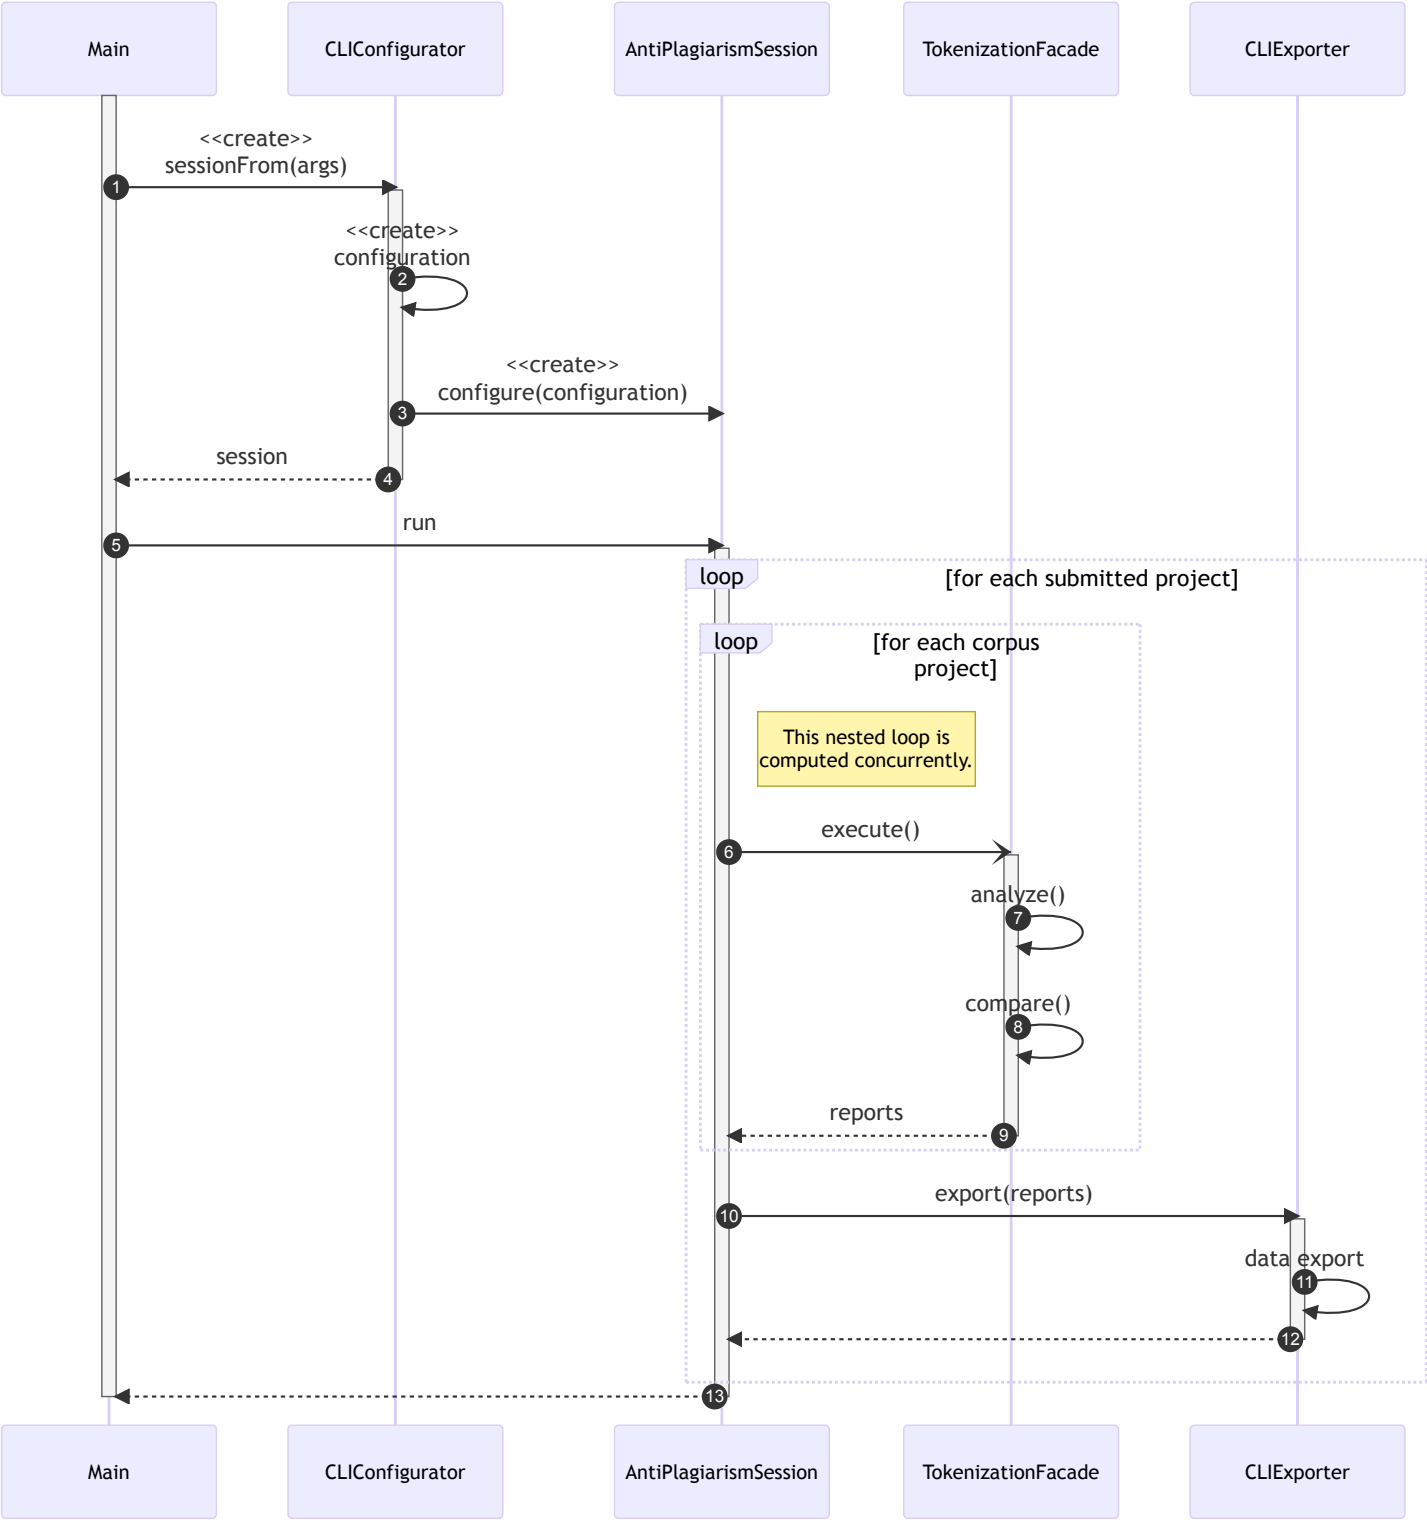 Main
CLIConfigurator
AntiPlagiarismSession
TokenizationFacade
CLIExporter
<<create>>
sessionFrom(args)
1
<<create>>
configuration
2
<<create>>
configure(configuration)
3
session
4
run
5
loop
[for each submitted project]
loop
[for each corpus
project]
This nested loop is
computed concurrently.
execute()
6
analyze()
7
compare()
8
reports
9
export(reports)
10
data export
11
12
13
Main
CLIConfigurator
AntiPlagiarismSession
TokenizationFacade
CLIExporter